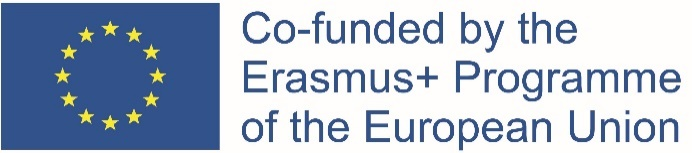 Co-funded by the
Erasmus+ Programme
of the European Union